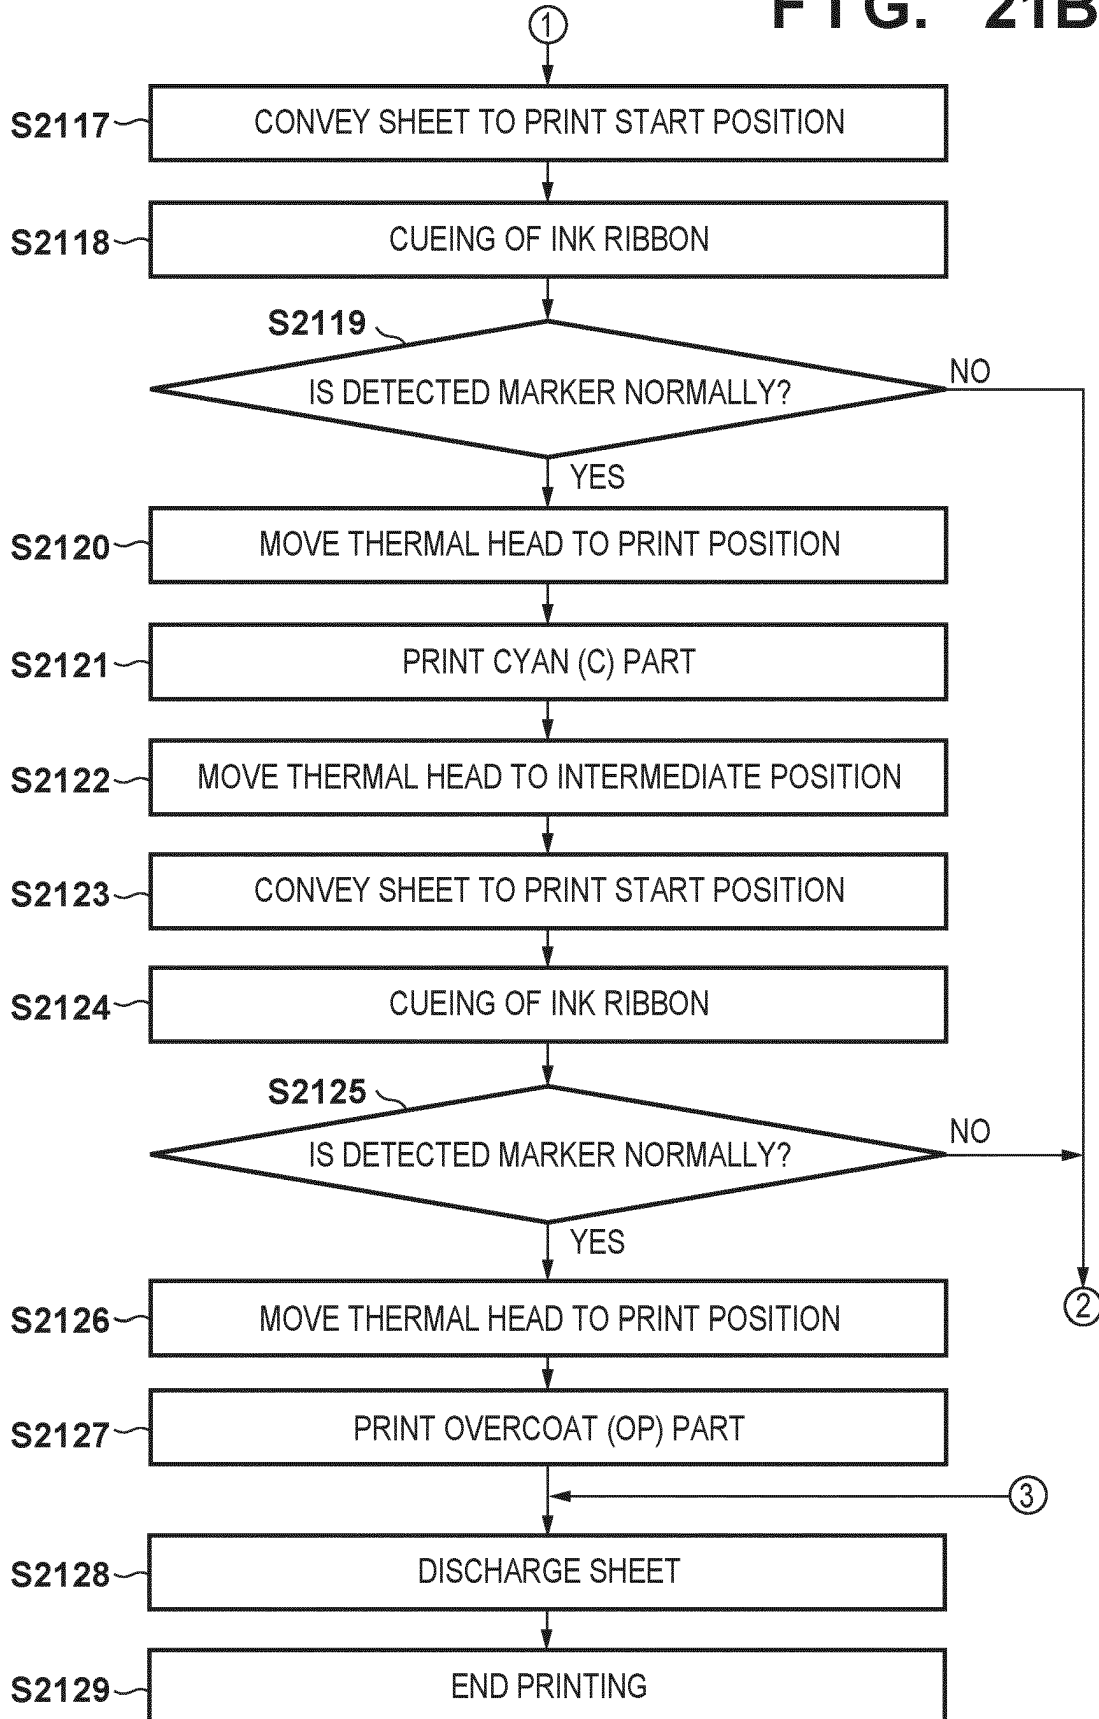 FIG. 21B
1
S2117 CONVEY SHEET TO PRINT START POSITION
S2118 CUEING OF INK RIBBON
S2119
IS DETECTED MARKER NORMALLY?
NO
YES
S2120 MOVE THERMAL HEAD TO PRINT POSITION
S2121 PRINT CYAN (C) PART
S2122 MOVE THERMAL HEAD TO INTERMEDIATE POSITION
S2123 CONVEY SHEET TO PRINT START POSITION
S2124 CUEING OF INK RIBBON
S2125
IS DETECTED MARKER NORMALLY?
NO
YES
2
S2126 MOVE THERMAL HEAD TO PRINT POSITION
S2127 PRINT OVERCOAT (OP) PART
3
S2128 DISCHARGE SHEET
S2129 END PRINTING